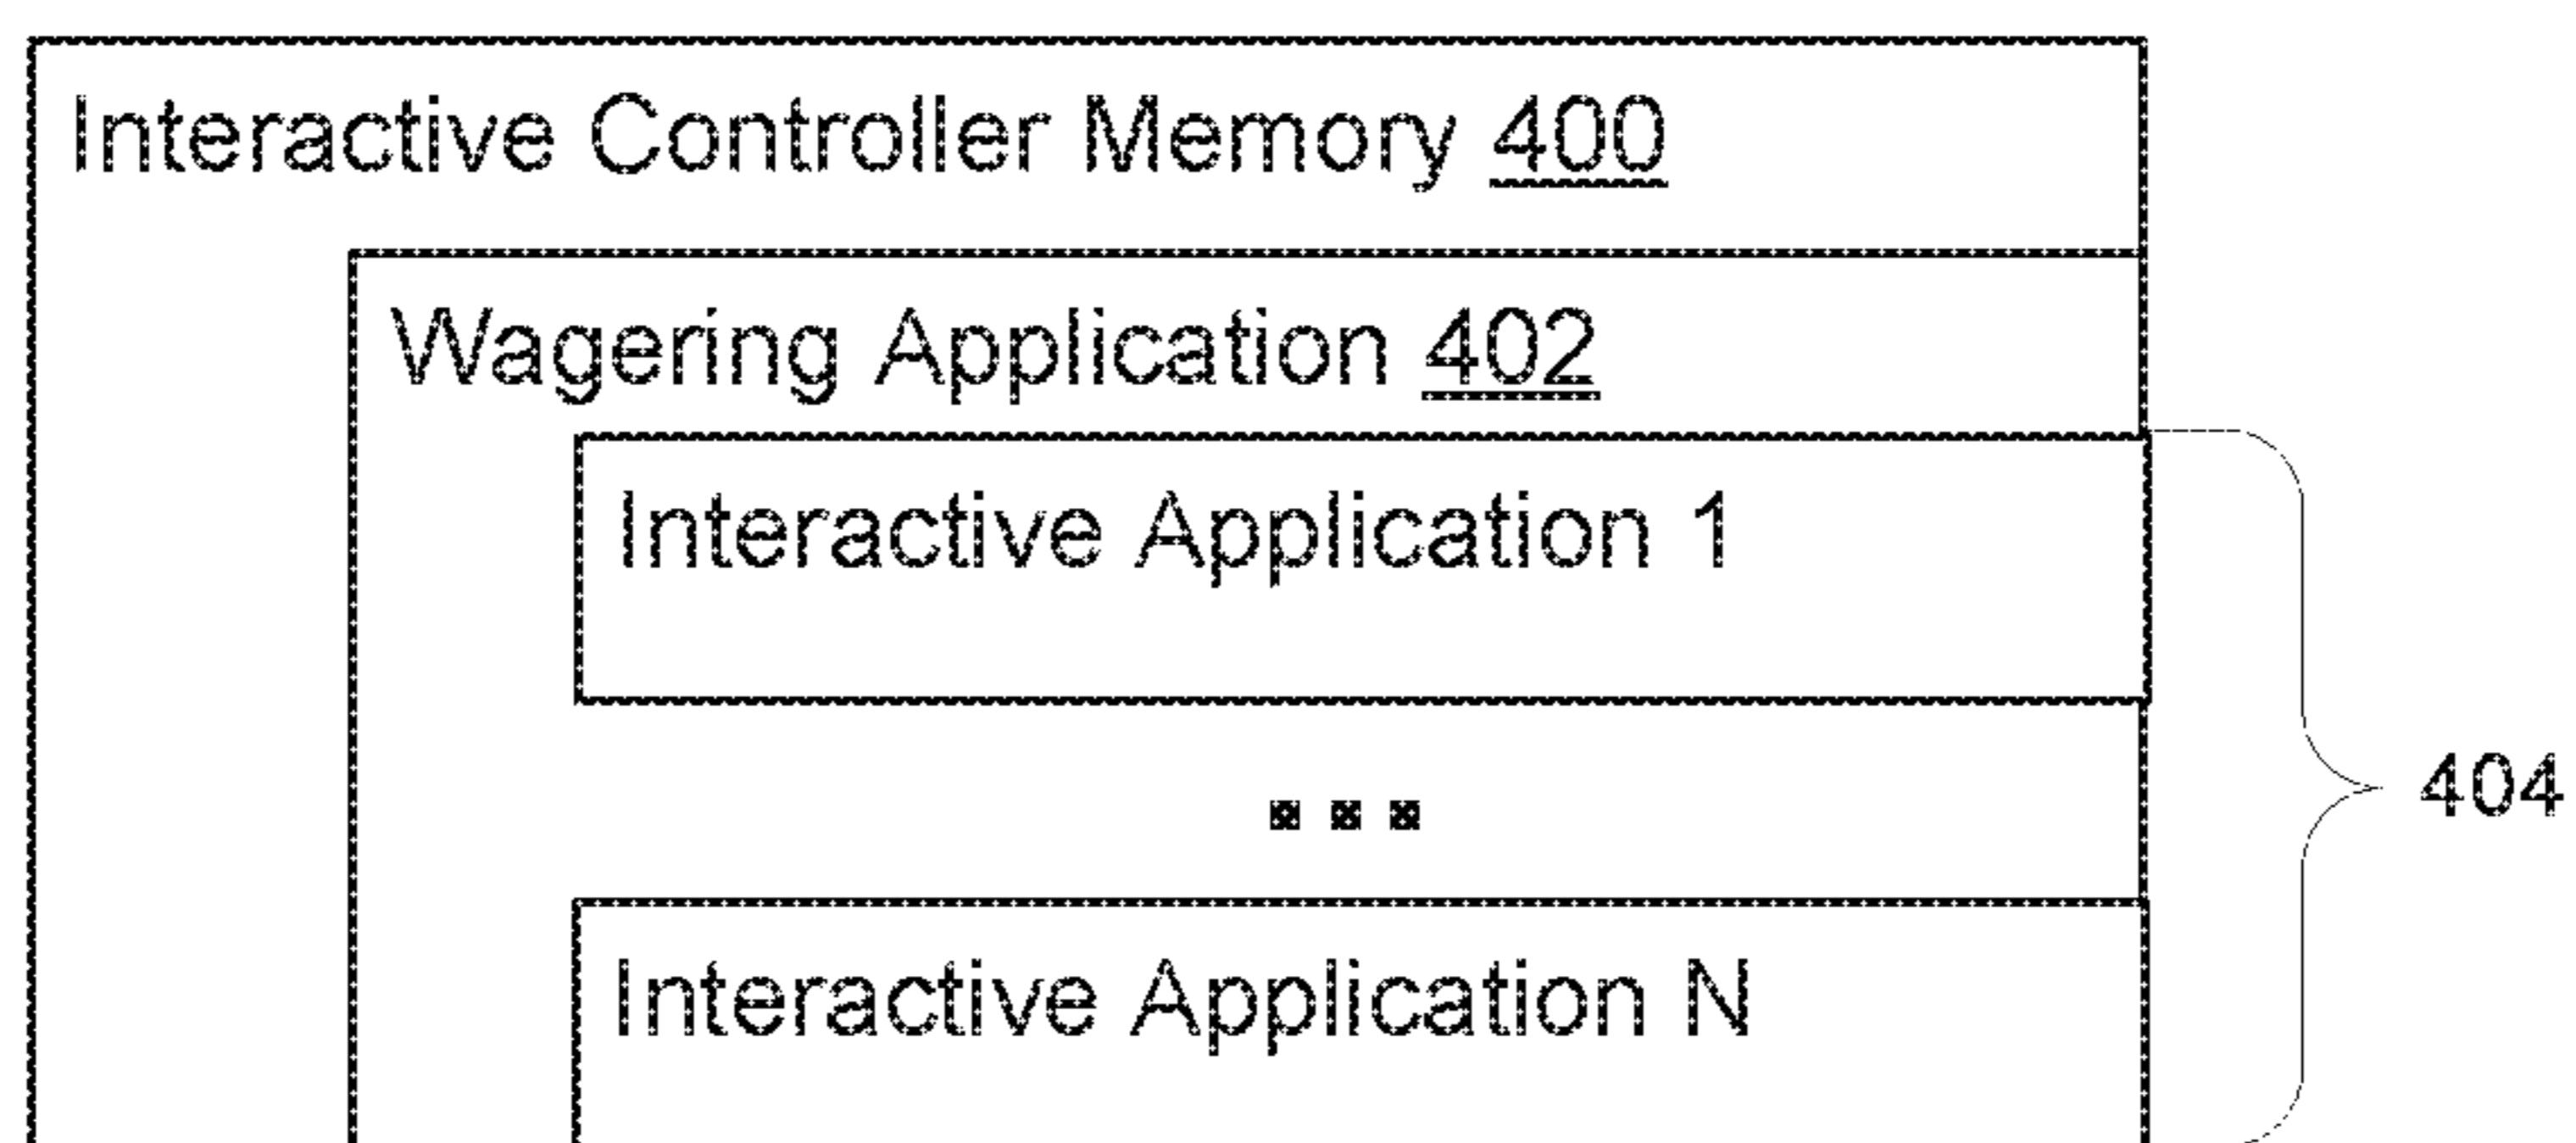 Interactive Controller Memory 400
Wagering Application 402
Interactive Application 1
...
404
Interactive Application N